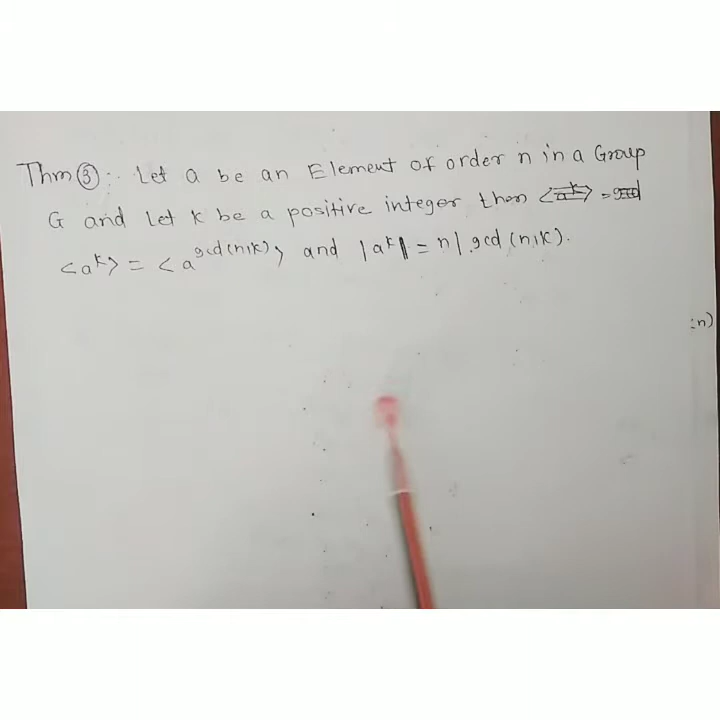 Thm ③:. Let a be an Element of order n in a Group
G and let k be a positive integer then
<a^k> = <a^gcd(n,k)> and |a^k| = n/gcd(n,k).
:n)